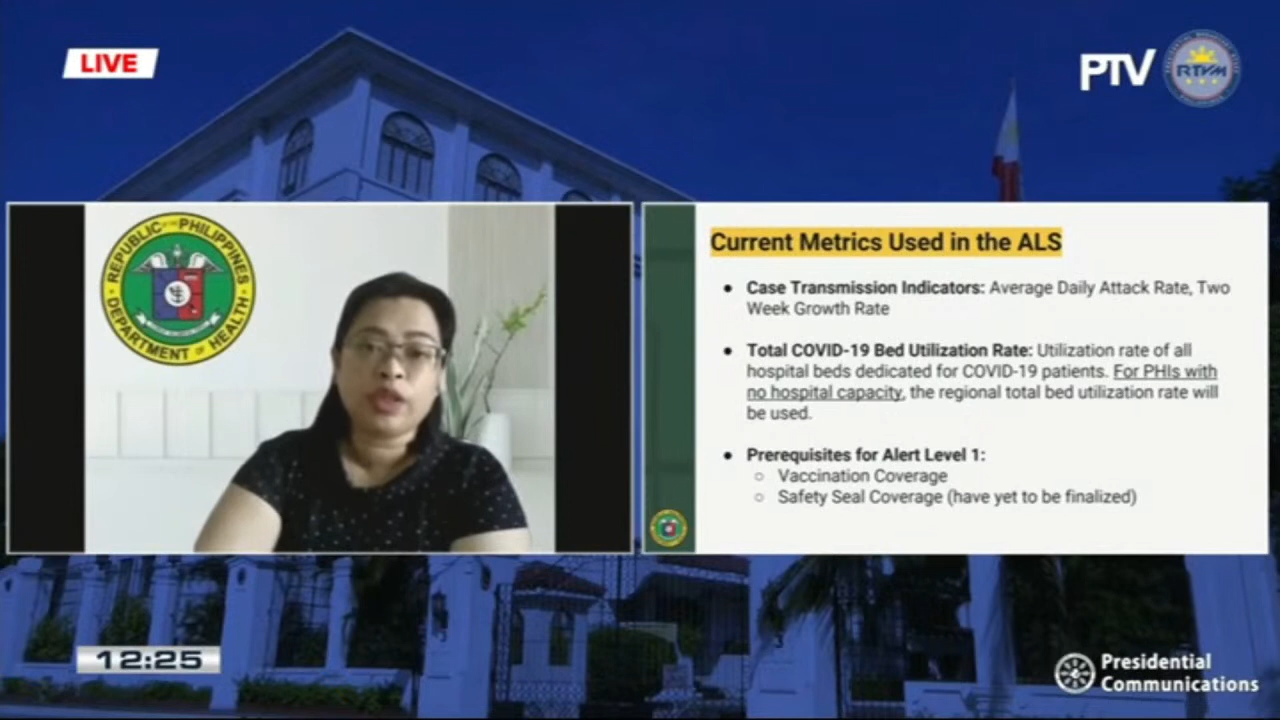 LIVE
PTV
RTVM
REPUBLIC OF THE PHILIPPINES
DEPARTMENT OF HEALTH
Current Metrics Used in the ALS
● Case Transmission Indicators: Average Daily Attack Rate, Two
Week Growth Rate
● Total COVID-19 Bed Utilization Rate: Utilization rate of all
hospital beds dedicated for COVID-19 patients. For PHIs with
no hospital capacity, the regional total bed utilization rate will
be used.
● Prerequisites for Alert Level 1:
○ Vaccination Coverage
○ Safety Seal Coverage (have yet to be finalized)
12:25
Presidential
Communications